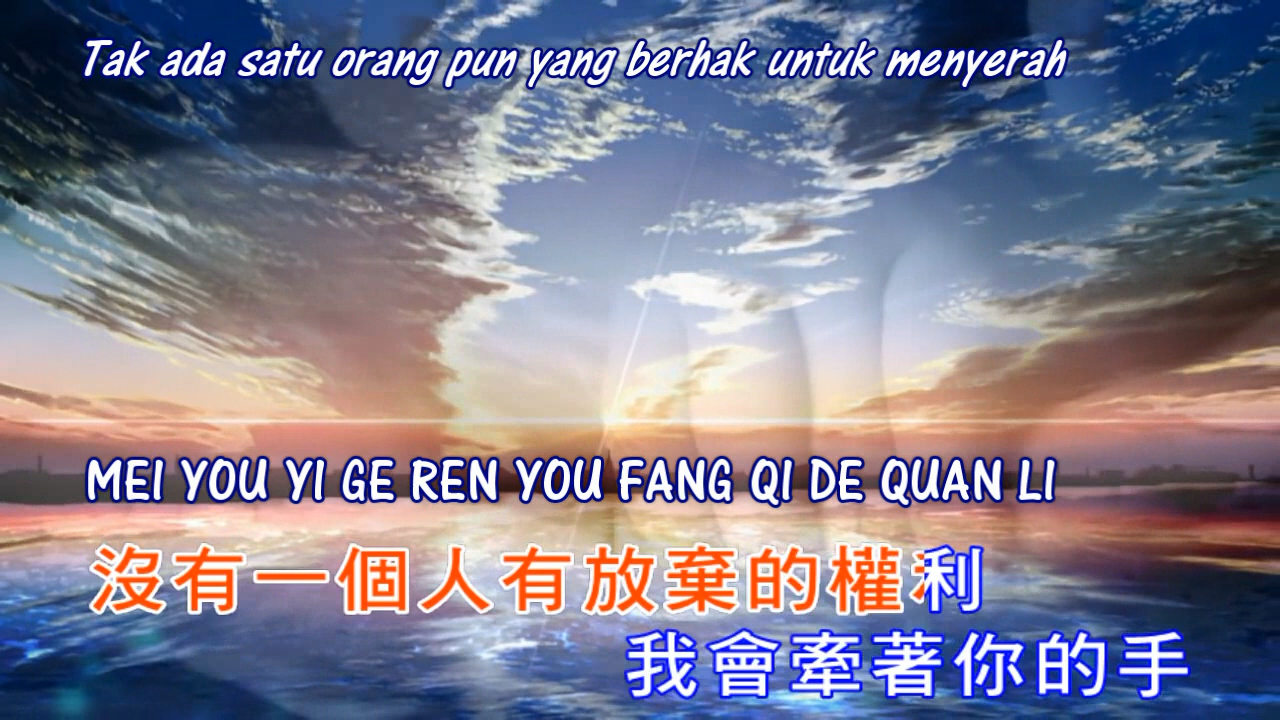 Tak ada satu orang pun yang berhak untuk menyerah
MEI YOU YI GE REN YOU FANG QI DE QUAN LI
沒有一個人有放棄的權利
我會牽著你的手